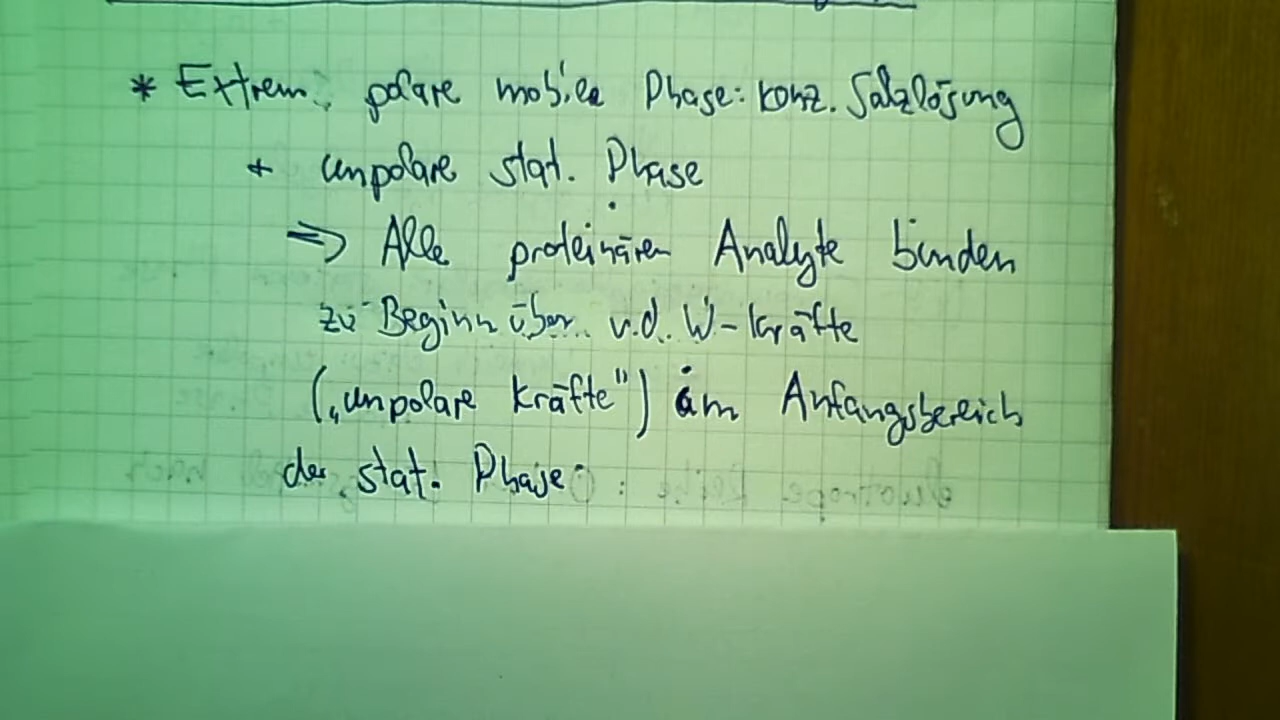 * Extrem polare mobile Phase: konz. Salzlösung
+ unpolare stat. Phase
⇒ Alle proteinären Analyte binden
zu Beginn über v.d. W-Kräfte
(„unpolare Kräfte") am Anfangsbereich
der stat. Phase